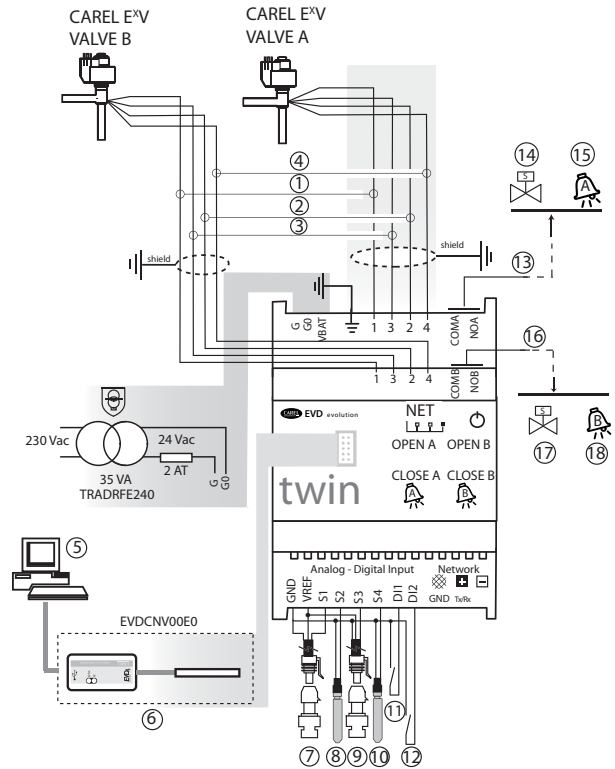 CAREL EˣV
VALVE B
CAREL EˣV
VALVE A
4
1
2
3
shield
shield
14
15
S
A
13
G
G0
VBAT
1
3
2
4
COMA
NOA
16
1
3
2
4
COMB
NOB
CAREL EVD evolution
NET
OPEN A OPEN B
CLOSE A CLOSE B
A
B
twin
S
B
17
18
230 Vac
24 Vac
2 AT
35 VA
TRADRFE240
G
G0
5
EVDCNV00E0
6
Analog - Digital Input
Network
GND
VREF
S1
S2
S3
S4
DI1
DI2
GND Tx/Rx
7
8
9
10
11
12